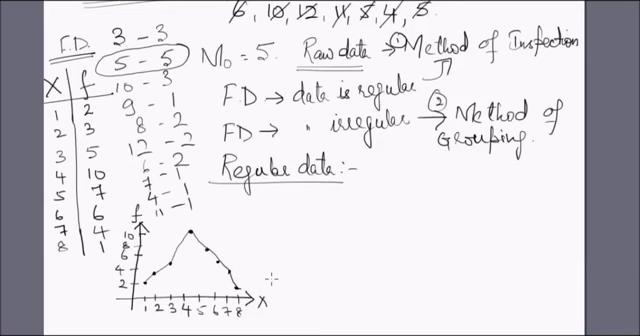 6, 10, 12, 11, 5, 4, 5
F.D. 3 - 3
5 - 5 Mo = 5. Raw data → ① Method of Inspection
X f
10 - 3
1 2
9 - 1
F.D → data is regular
2 3
8 - 2
FD → " irregular → ② Method of Grouping.
3 5
12 - 2
4 10
6 - 2
Regular data :-
5 7
7 - 1
6 6
4 - 1
7 4
11 - 1
8 1
f
10
8
6
4
2
1 2 3 4 5 6 7 8 X